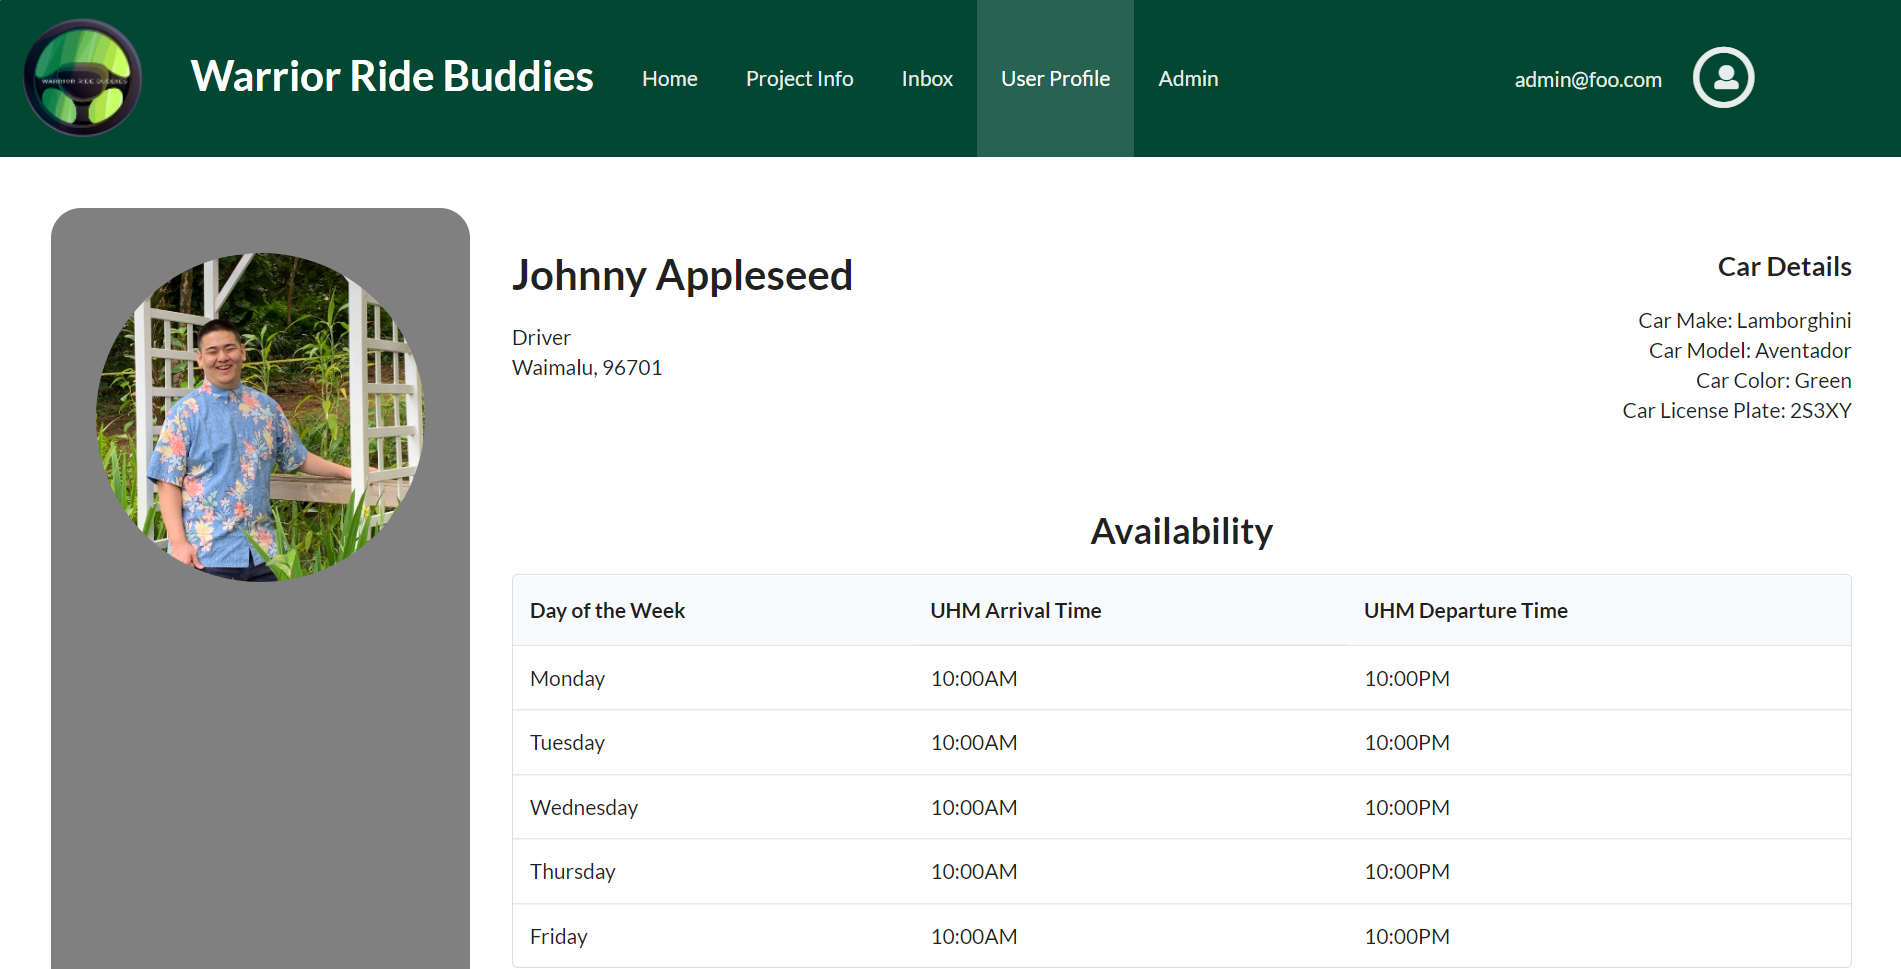 WARRIOR RIDE BUDDIES
Warrior Ride Buddies
Home
Project Info
Inbox
User Profile
Admin
admin@foo.com
Johnny Appleseed
Driver
Waimalu, 96701
Car Details
Car Make: Lamborghini
Car Model: Aventador
Car Color: Green
Car License Plate: 2S3XY
Availability
Day of the Week UHM Arrival Time UHM Departure Time
Monday 10:00AM 10:00PM
Tuesday 10:00AM 10:00PM
Wednesday 10:00AM 10:00PM
Thursday 10:00AM 10:00PM
Friday 10:00AM 10:00PM